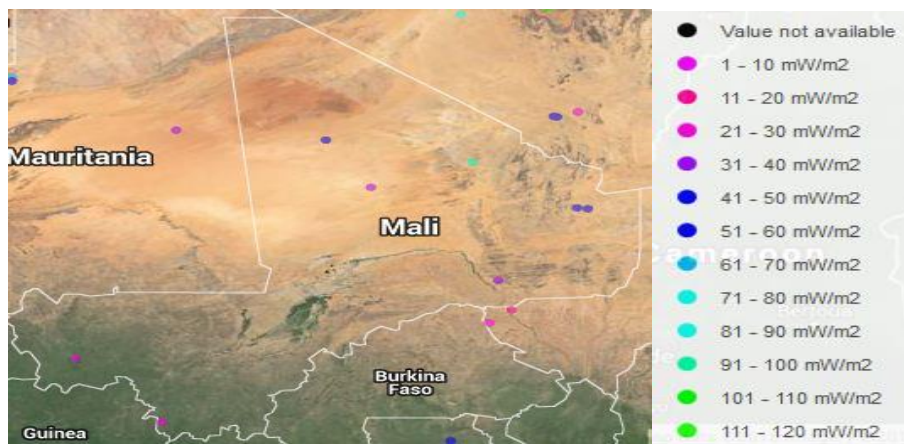 Mauritania
Mali
Burkina
Faso
Guinea
Value not available
1 - 10 mW/m2
11 - 20 mW/m2
21 - 30 mW/m2
31 - 40 mW/m2
41 - 50 mW/m2
51 - 60 mW/m2
61 - 70 mW/m2
71 - 80 mW/m2
81 - 90 mW/m2
91 - 100 mW/m2
101 - 110 mW/m2
111 - 120 mW/m2
Cameroon
Bertoua